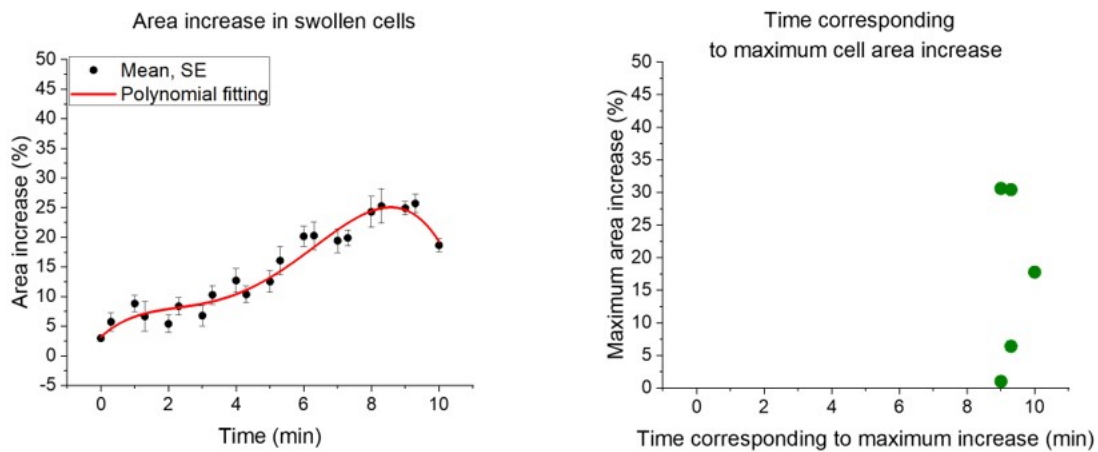 Area increase in swollen cells
Mean, SE
Polynomial fitting
Area increase (%)
50
45
40
35
30
25
20
15
10
5
0
-5
0 2 4 6 8 10
Time (min)
Time corresponding
to maximum cell area increase
Maximum area increase (%)
50
45
40
35
30
25
20
15
10
5
0
0 2 4 6 8 10
Time corresponding to maximum increase (min)